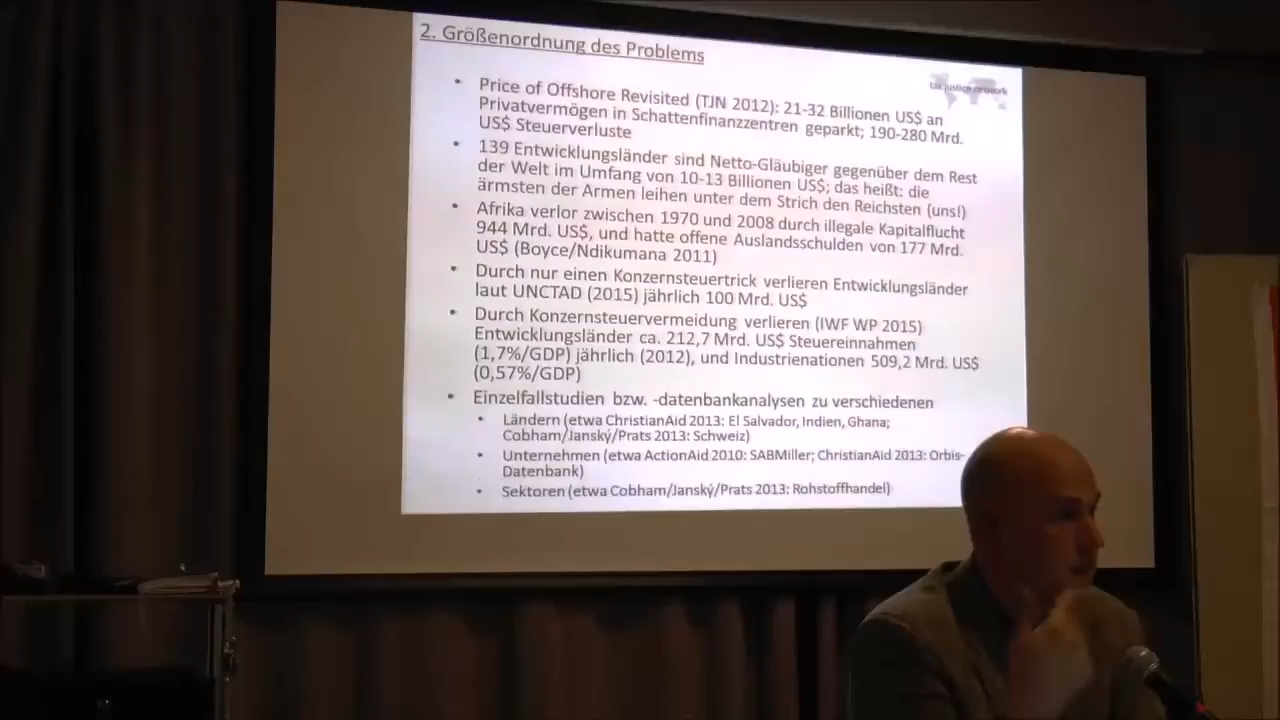 2. Größenordnung des Problems
tax justice network
• Price of Offshore Revisited (TJN 2012): 21-32 Billionen US$ an
Privatvermögen in Schattenfinanzzentren geparkt; 190-280 Mrd.
US$ Steuerverluste
• 139 Entwicklungsländer sind Netto-Gläubiger gegenüber dem Rest
der Welt im Umfang von 10-13 Billionen US$; das heißt: die
ärmsten der Armen leihen unter dem Strich den Reichsten (uns!)
• Afrika verlor zwischen 1970 und 2008 durch illegale Kapitalflucht
944 Mrd. US$, und hatte offene Auslandsschulden von 177 Mrd.
US$ (Boyce/Ndikumana 2011)
• Durch nur einen Konzernsteuertrick verlieren Entwicklungsländer
laut UNCTAD (2015) jährlich 100 Mrd. US$
• Durch Konzernsteuervermeidung verlieren (IWF WP 2015)
Entwicklungsländer ca. 212,7 Mrd. US$ Steuereinnahmen
(1,7%/GDP) jährlich (2012), und Industrienationen 509,2 Mrd. US$
(0,57%/GDP)
• Einzelfallstudien bzw. -datenbankanalysen zu verschiedenen
• Ländern (etwa ChristianAid 2013: El Salvador, Indien, Ghana;
Cobham/Janský/Prats 2013: Schweiz)
• Unternehmen (etwa ActionAid 2010: SABMiller; ChristianAid 2013: Orbis-
Datenbank)
• Sektoren (etwa Cobham/Janský/Prats 2013: Rohstoffhandel)